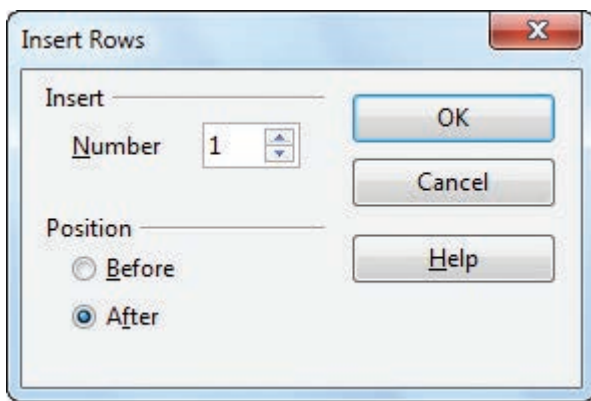 Insert Rows
Insert
Number 1
OK
Cancel
Position
Help
Before
After